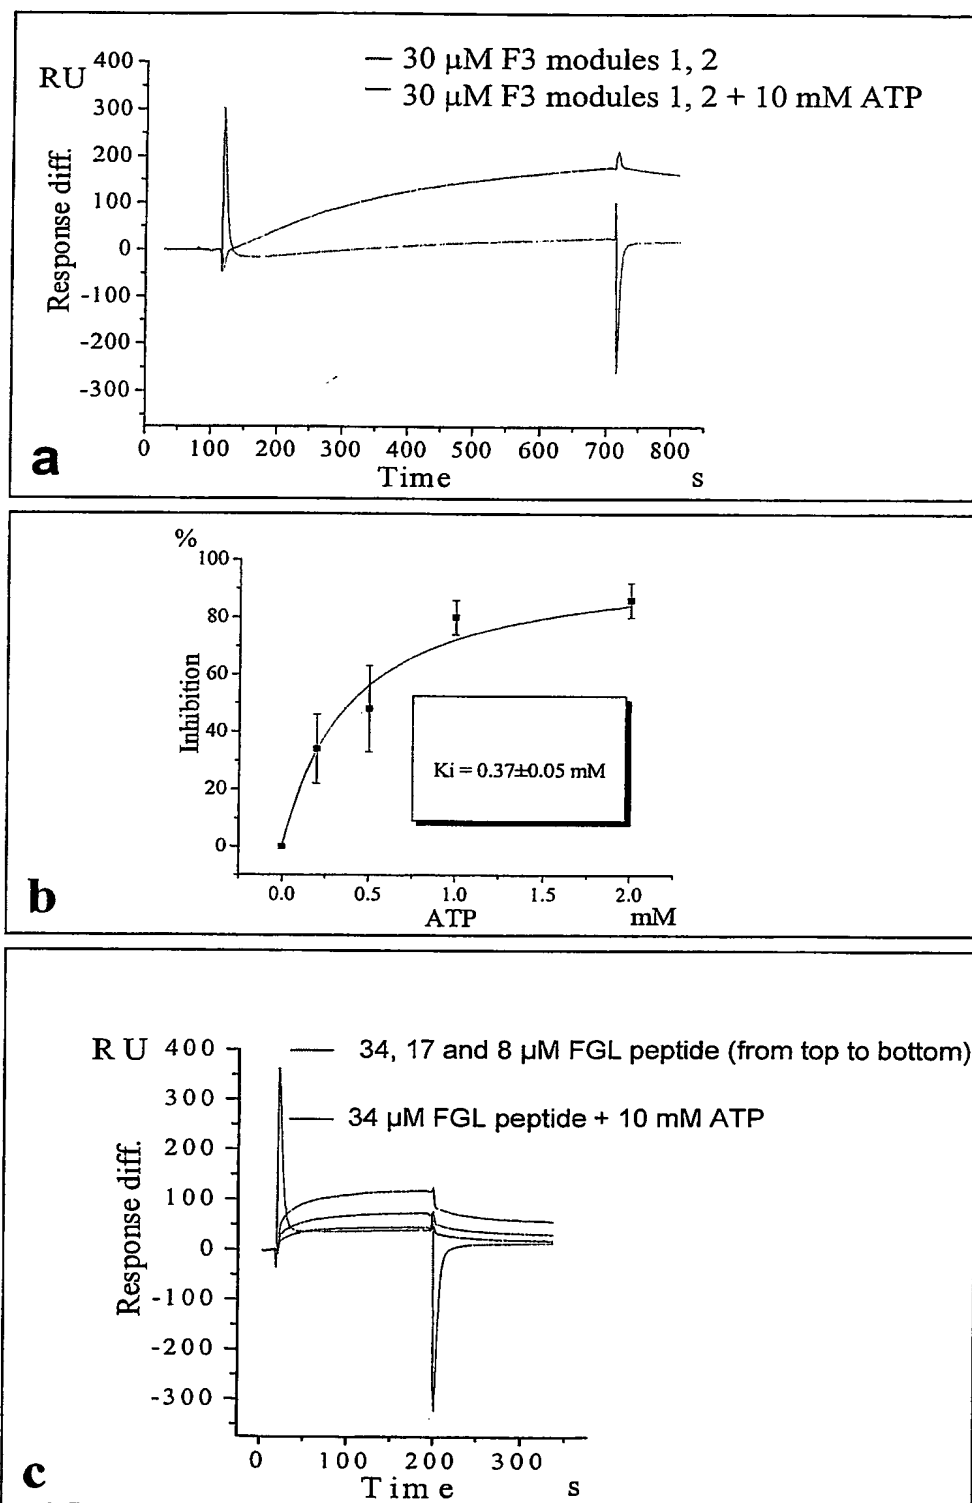 RU
— 30 µM F3 modules 1, 2
— 30 µM F3 modules 1, 2 + 10 mM ATP
400
300
200
100
0
-100
-200
-300
Response diff.
0 100 200 300 400 500 600 700 800
Time s
a
%
100
80
60
40
20
0
Inhibition
Ki = 0.37±0.05 mM
0.0 0.5 1.0 1.5 2.0
ATP mM
b
RU
34, 17 and 8 µM FGL peptide (from top to bottom)
34 µM FGL peptide + 10 mM ATP
400
300
200
100
0
-100
-200
-300
Response diff.
0 100 200 300
Time s
c